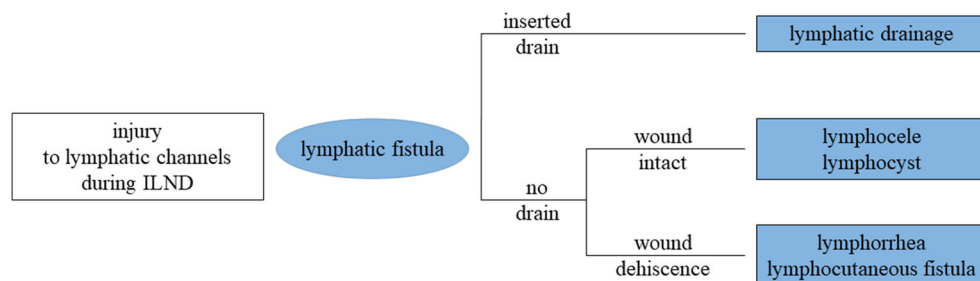 injury
to lymphatic channels
during ILND
lymphatic fistula
inserted
drain
lymphatic drainage
no
drain
wound
intact
lymphocele
lymphocyst
wound
dehiscence
lymphorrhea
lymphocutaneous fistula